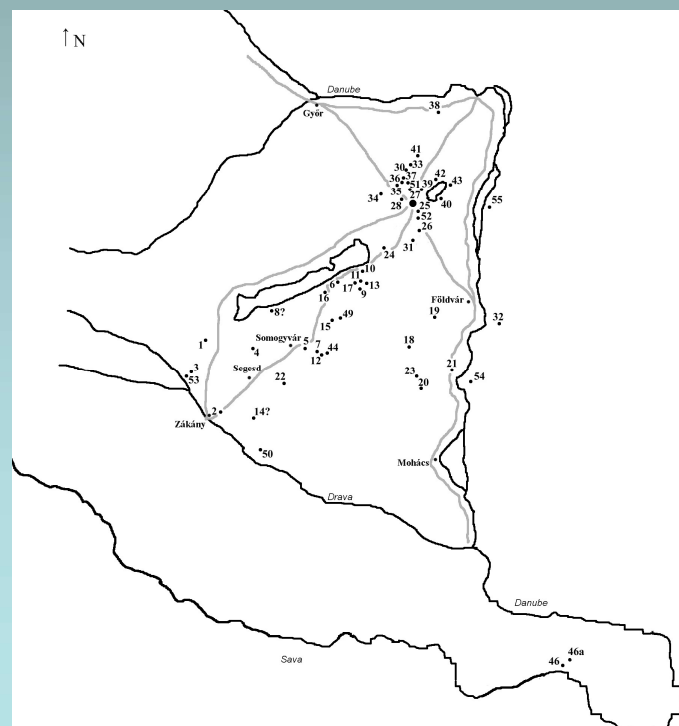 ↑N
Danube
Győr
38
41
30 33
36 37
51 39 42 43
34 35 27
28 40
25
52
26
55
31
24
10
11
6 17 13
16 9
Földvár
8? 19
49
15 32
1 Somogyvár
4 5 7 44 18
12
3 Segesd 21
53 22 23
20 54
2
14?
Zákány
50 Mohács
Drava
Danube
46a
Sava 46